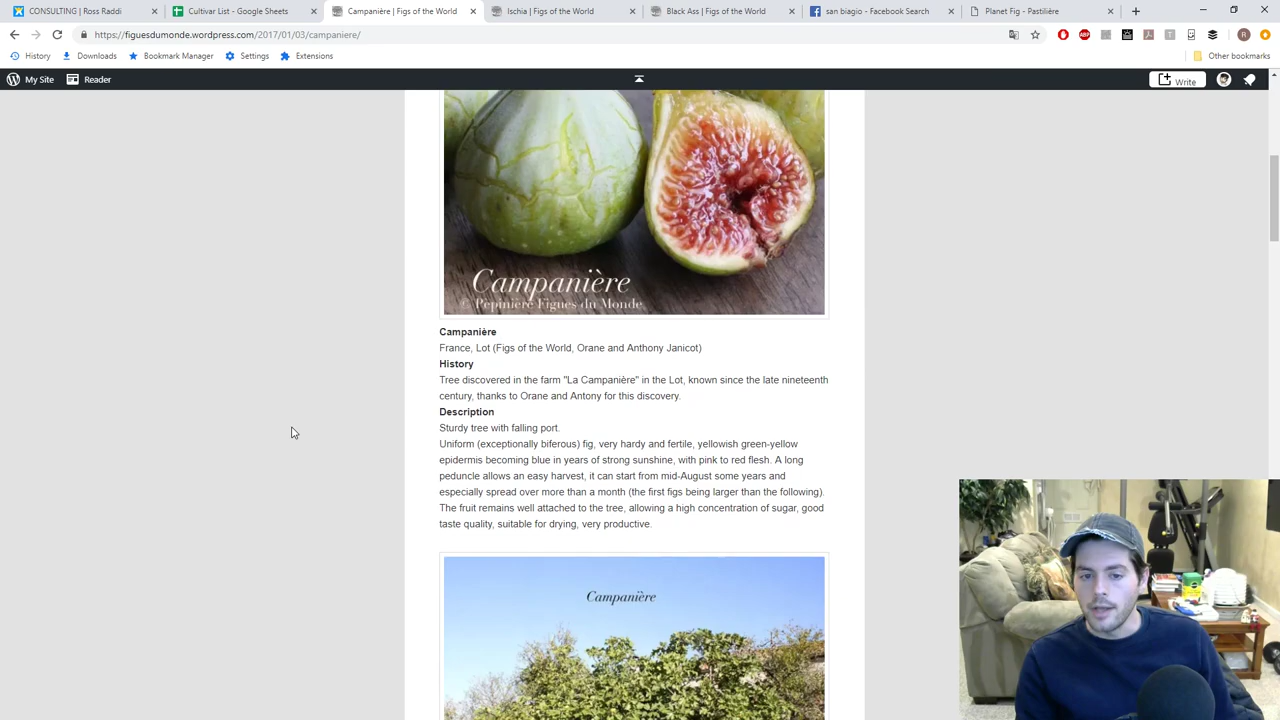 CONSULTING | Ross Raddi
Cultivar List - Google Sheets
Campanière | Figs of the World
Ischia | Figs of the World
Black Ass | Figs of the World
san biagio - Facebook Search
Planet Fig - Pastilière
https://figuesdumonde.wordpress.com/2017/01/03/campaniere/
History
Downloads
Bookmark Manager
Settings
Extensions
Other bookmarks
My Site
Reader
Write
Campanière
© Pépinière Figues du Monde
Campanière
France, Lot (Figs of the World, Orane and Anthony Janicot)
History
Tree discovered in the farm "La Campanière" in the Lot, known since the late nineteenth
century, thanks to Orane and Antony for this discovery.
Description
Sturdy tree with falling port.
Uniform (exceptionally biferous) fig, very hardy and fertile, yellowish green-yellow
epidermis becoming blue in years of strong sunshine, with pink to red flesh. A long
peduncle allows an easy harvest, it can start from mid-August some years and
especially spread over more than a month (the first figs being larger than the following).
The fruit remains well attached to the tree, allowing a high concentration of sugar, good
taste quality, suitable for drying, very productive.
Campanière